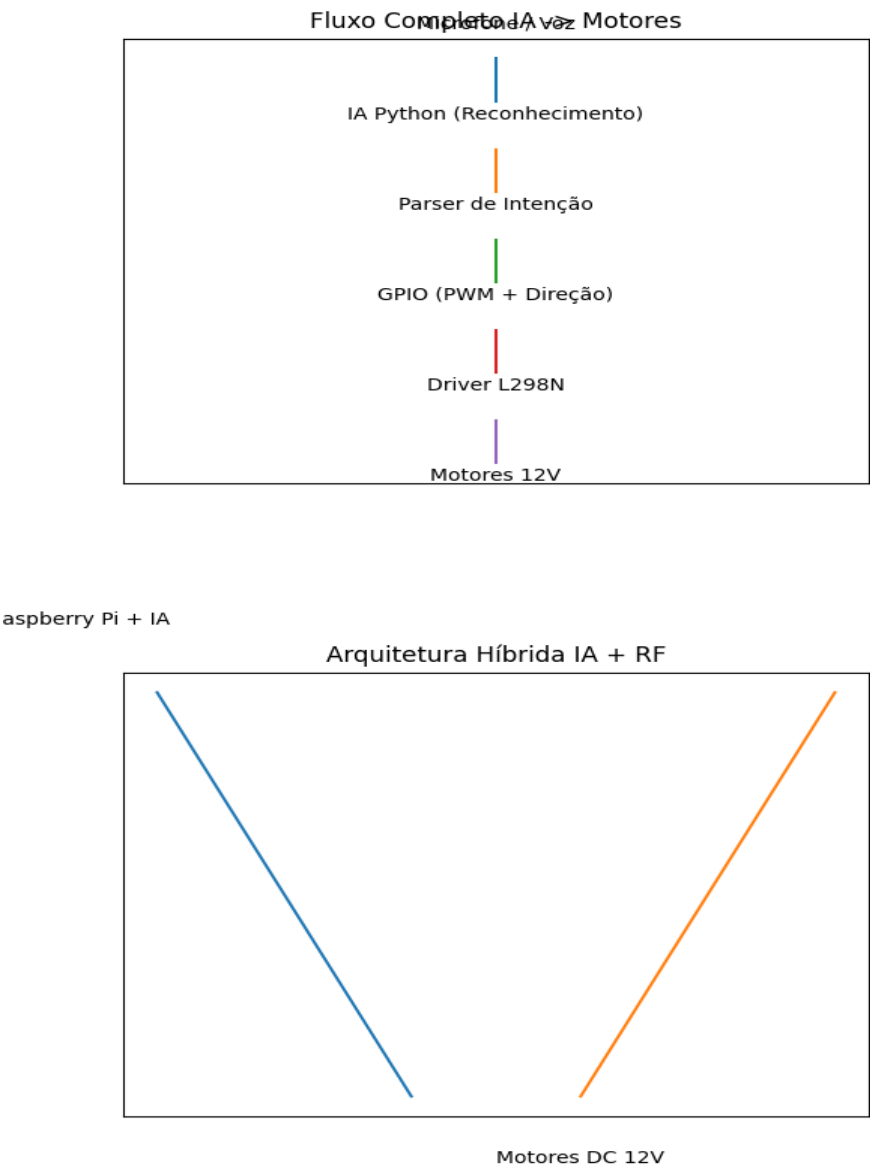 Fluxo Completo IA -> Motores
Microfone / Voz
IA Python (Reconhecimento)
Parser de Intenção
GPIO (PWM + Direção)
Driver L298N
Motores 12V
aspberry Pi + IA
Arquitetura Híbrida IA + RF
Motores DC 12V